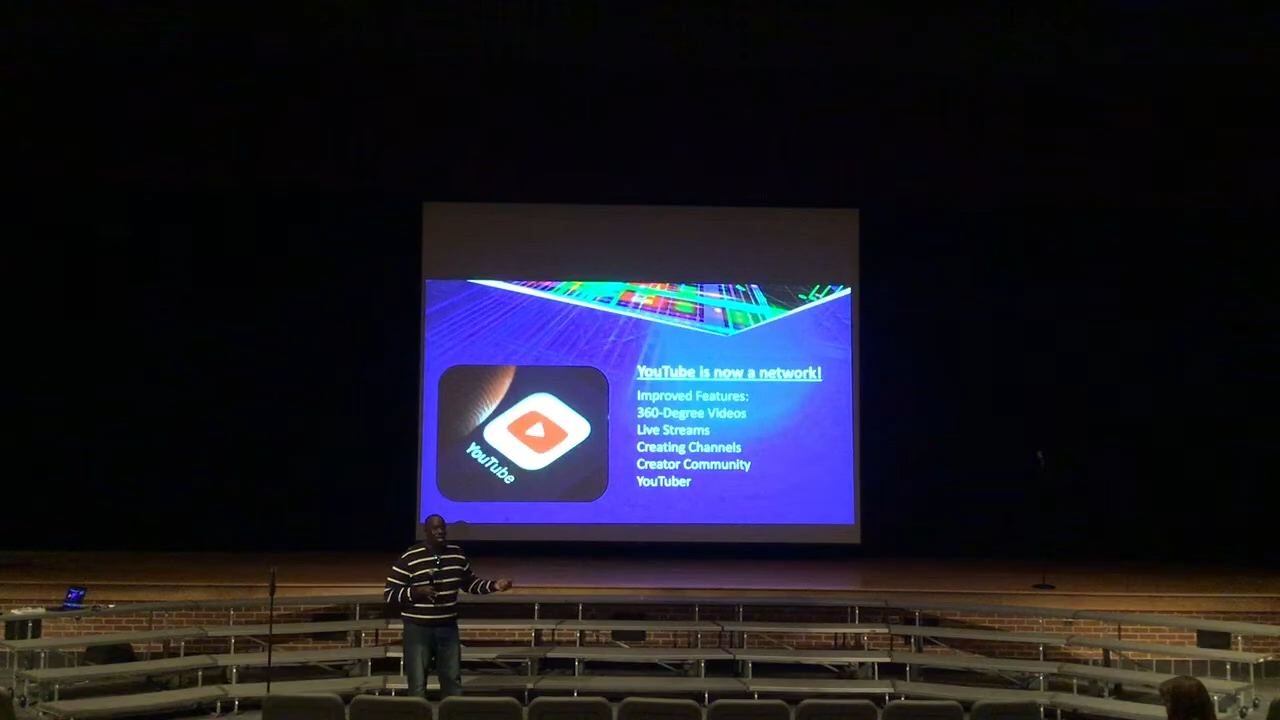 YouTube is now a network!
Improved Features:
360-Degree Videos
Live Streams
Creating Channels
Creator Community
YouTuber
YouTube